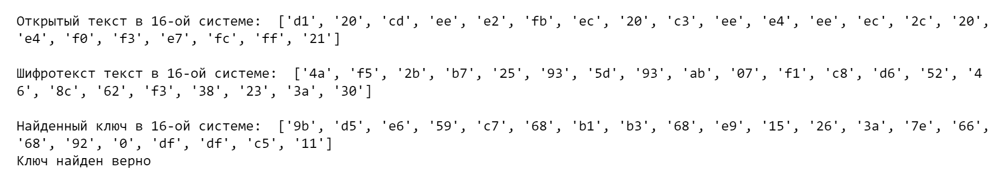 Открытый текст в 16-ой системе:  ['d1', '20', 'cd', 'ee', 'e2', 'fb', 'ec', '20', 'c3', 'ee', 'e4', 'ee', 'ec', '2c', '20',
'e4', 'f0', 'f3', 'e7', 'fc', 'ff', '21']
Шифротекст текст в 16-ой системе:  ['4a', 'f5', '2b', 'b7', '25', '93', '5d', '93', 'ab', '07', 'f1', 'c8', 'd6', '52', '4
6', '8c', '62', 'f3', '38', '23', '3a', '30']
Найденный ключ в 16-ой системе:  ['9b', 'd5', 'e6', '59', 'c7', '68', 'b1', 'b3', '68', 'e9', '15', '26', '3a', '7e', '66',
'68', '92', '0', 'df', 'df', 'c5', '11']
Ключ найден верно